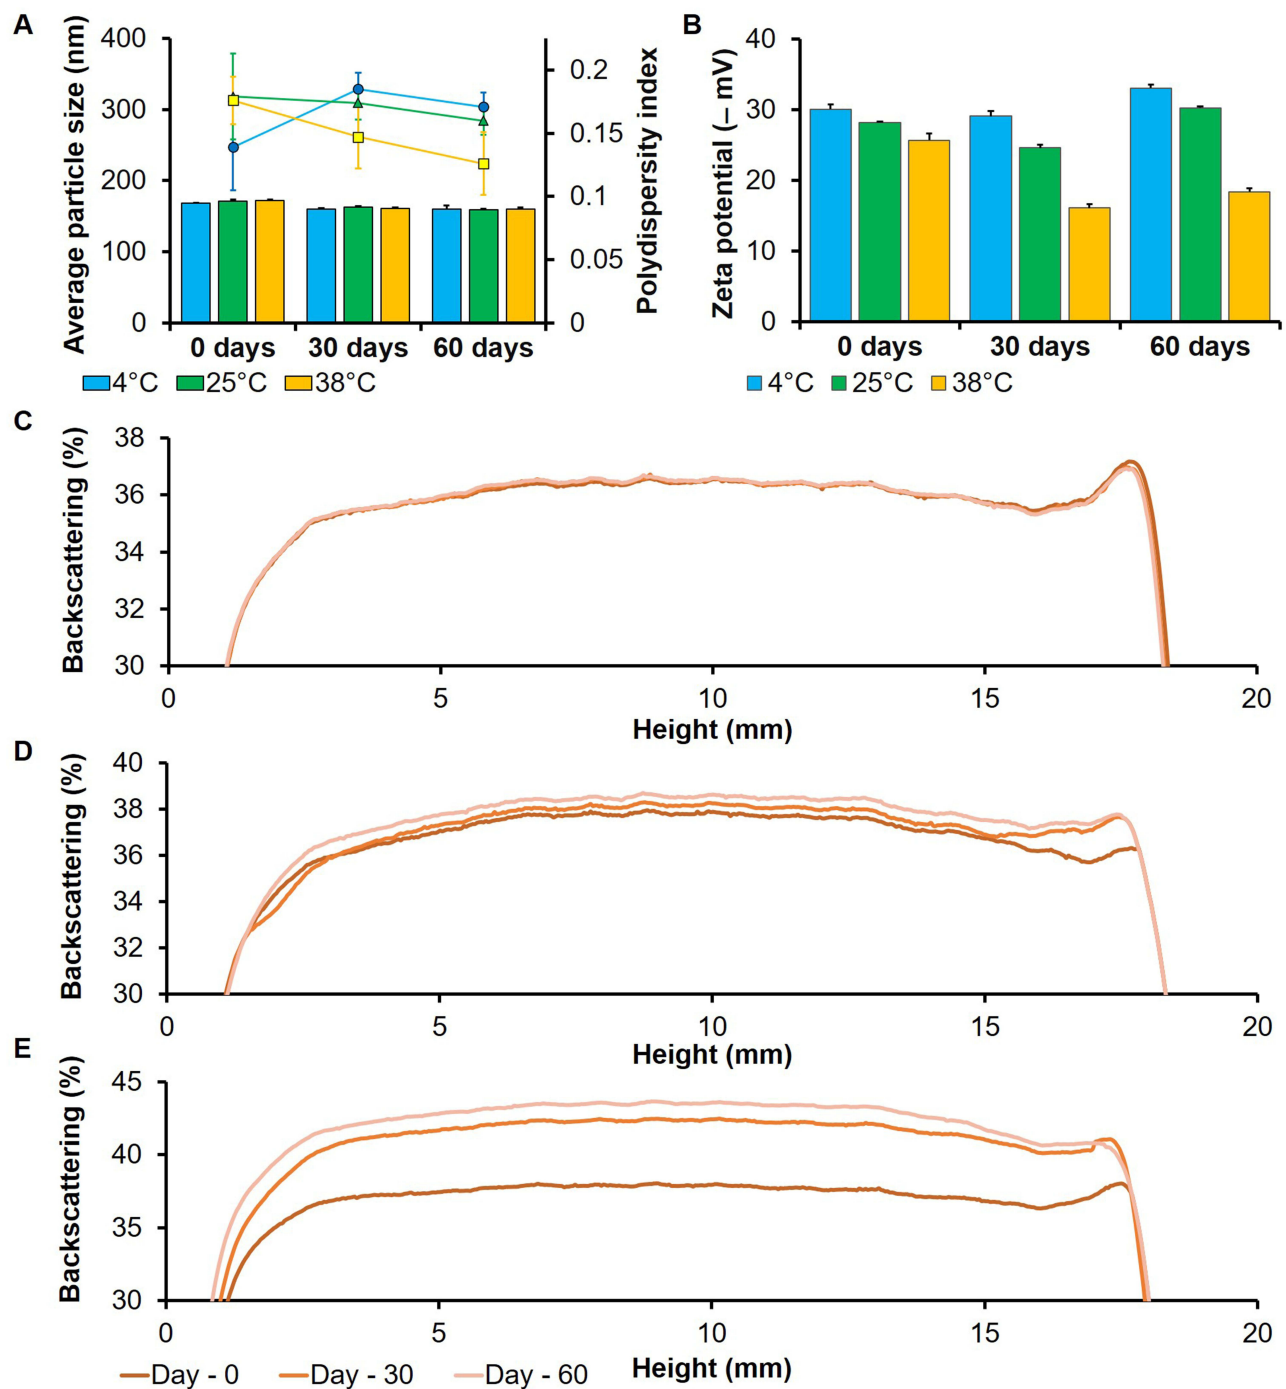 A
Average particle size (nm)
400
300
200
100
0
0.2
0.15
0.1
0.05
0
Polydispersity index
0 days
30 days
60 days
4°C
25°C
38°C
B
Zeta potential (– mV)
40
30
20
10
0
0 days
30 days
60 days
4°C
25°C
38°C
C
Backscattering (%)
38
36
34
32
30
0
5
10
15
20
Height (mm)
D
Backscattering (%)
40
38
36
34
32
30
0
5
10
15
20
Height (mm)
E
Backscattering (%)
45
40
35
30
0
5
10
15
20
Height (mm)
Day - 0
Day - 30
Day - 60